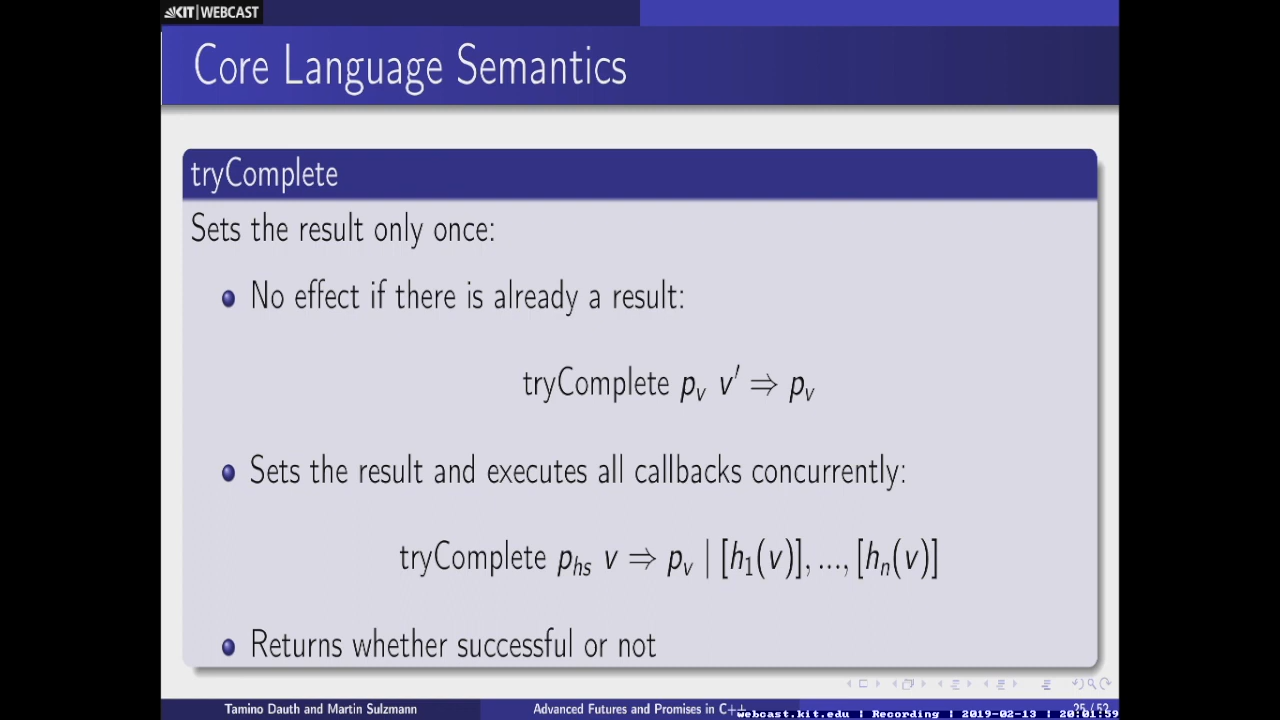 KIT | WEBCAST
Core Language Semantics
tryComplete
Sets the result only once:
No effect if there is already a result:
tryComplete p_v v′ ⇒ p_v
Sets the result and executes all callbacks concurrently:
tryComplete p_hs v ⇒ p_v | [h_1(v)], ..., [h_n(v)]
Returns whether successful or not
Tamino Dauth and Martin Sulzmann Advanced Futures and Promises in C++ 25 / 52
webcast.kit.edu | Recording | 2019-02-13 | 20:01:59